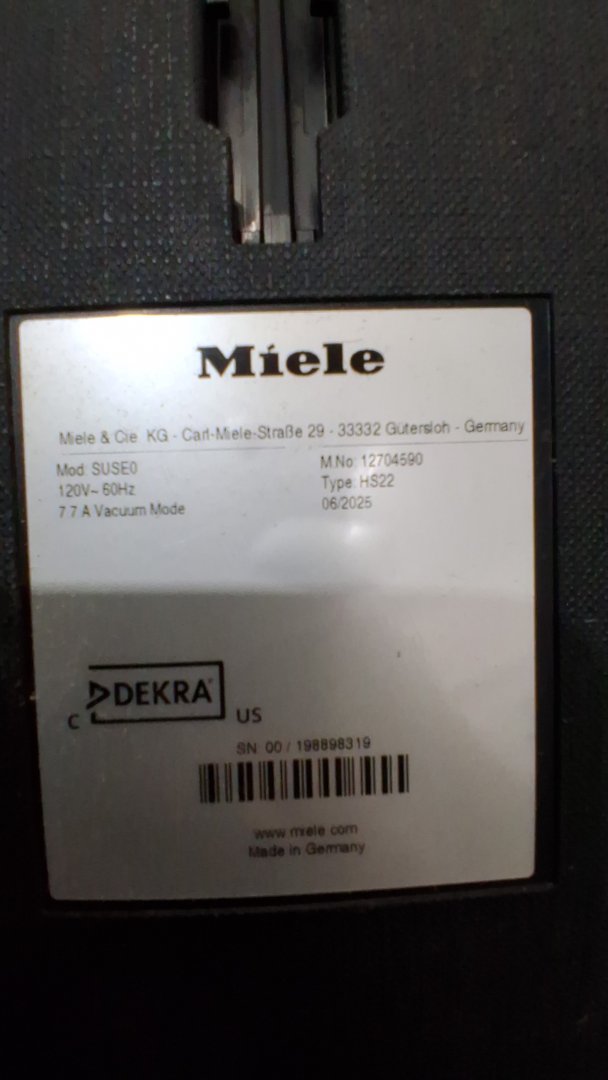 Miele
Miele & Cie KG - Carl-Miele-Straße 29 - 33332 Gütersloh - Germany
Mod SUSE0
M.No: 12704590
120V~ 60Hz
Type: HS22
7 7 A Vacuum Mode
06/2025
DEKRA
C US
SN 00 / 198898319
www.miele.com
Made in Germany